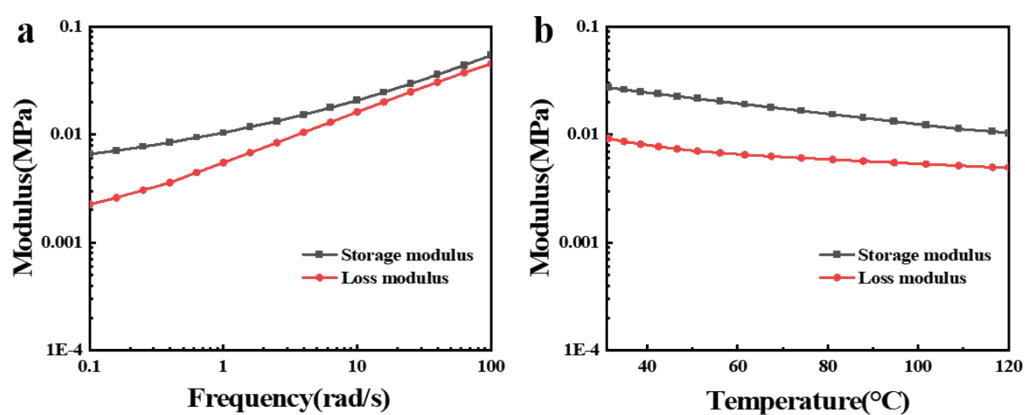 a
Modulus(MPa)
0.1
0.01
0.001
1E-4
Storage modulus
Loss modulus
0.1 1 10 100
Frequency(rad/s)
b
Modulus(MPa)
0.1
0.01
0.001
1E-4
Storage modulus
Loss modulus
40 60 80 100 120
Temperature(°C)